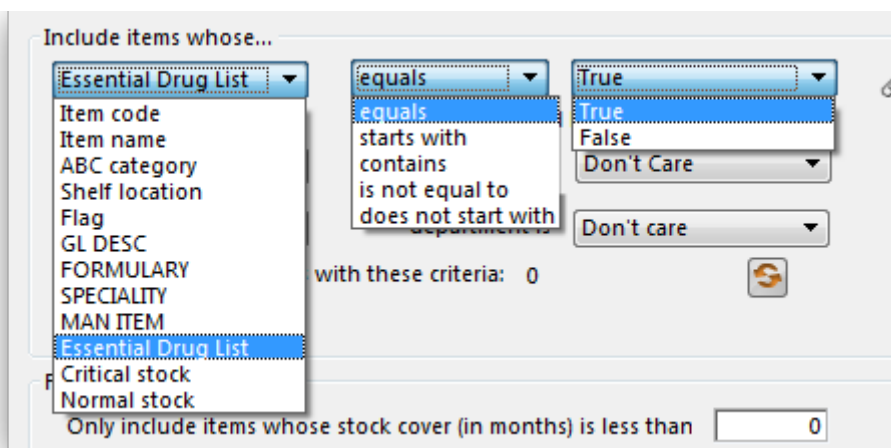 Include items whose...
Essential Drug List equals True
Item code
Item name
ABC category
Shelf location
Flag
GL DESC
FORMULARY
SPECIALITY
MAN ITEM
Essential Drug List
Critical stock
Normal stock
equals
starts with
contains
is not equal to
does not start with
True
False
Don't Care
department is Don't care
with these criteria: 0
Only include items whose stock cover (in months) is less than 0